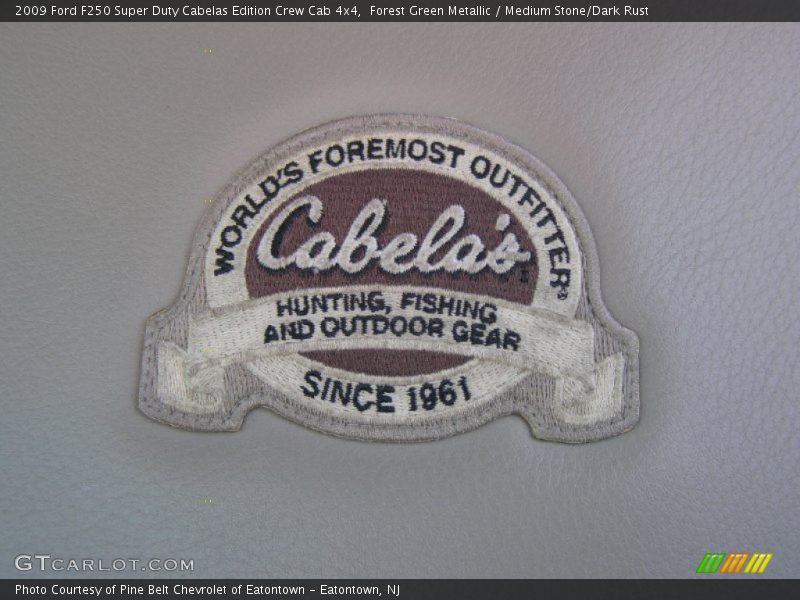 2009 Ford F250 Super Duty Cabelas Edition Crew Cab 4x4, Forest Green Metallic / Medium Stone/Dark Rust
WORLD'S FOREMOST OUTFITTER®
Cabela's
HUNTING, FISHING
AND OUTDOOR GEAR
SINCE 1961
GTCARLOT.COM
Photo Courtesy of Pine Belt Chevrolet of Eatontown – Eatontown, NJ